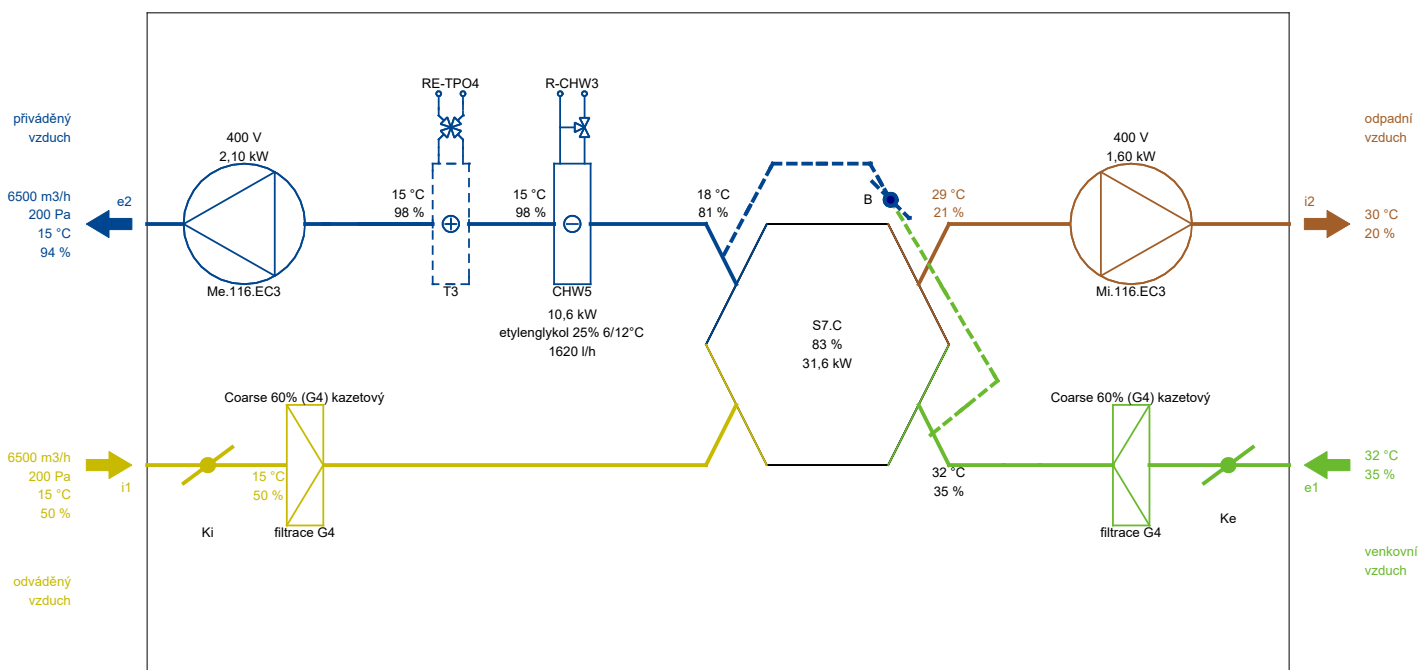 RE-TPO4
R-CHW3
přiváděný
vzduch
400 V
2,10 kW
400 V
1,60 kW
odpadní
vzduch
6500 m3/h
200 Pa
15 °C
94 %
e2
15 °C
98 %
15 °C
98 %
18 °C
81 %
B
29 °C
21 %
i2
30 °C
20 %
Me.116.EC3
T3
CHW5
Mi.116.EC3
10,6 kW
etylenglykol 25% 6/12°C
1620 l/h
S7.C
83 %
31,6 kW
Coarse 60% (G4) kazetový
Coarse 60% (G4) kazetový
6500 m3/h
200 Pa
15 °C
50 %
i1
15 °C
50 %
32 °C
35 %
32 °C
35 %
e1
Ki
filtrace G4
filtrace G4
Ke
odváděný
vzduch
venkovní
vzduch